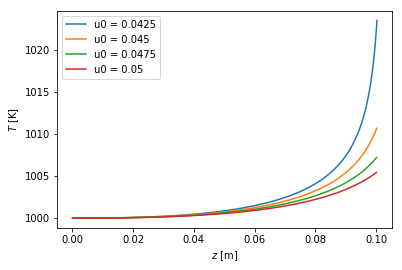 u0 = 0.0425
u0 = 0.045
u0 = 0.0475
u0 = 0.05
T [K]
1020
1015
1010
1005
1000
0.00 0.02 0.04 0.06 0.08 0.10
z [m]